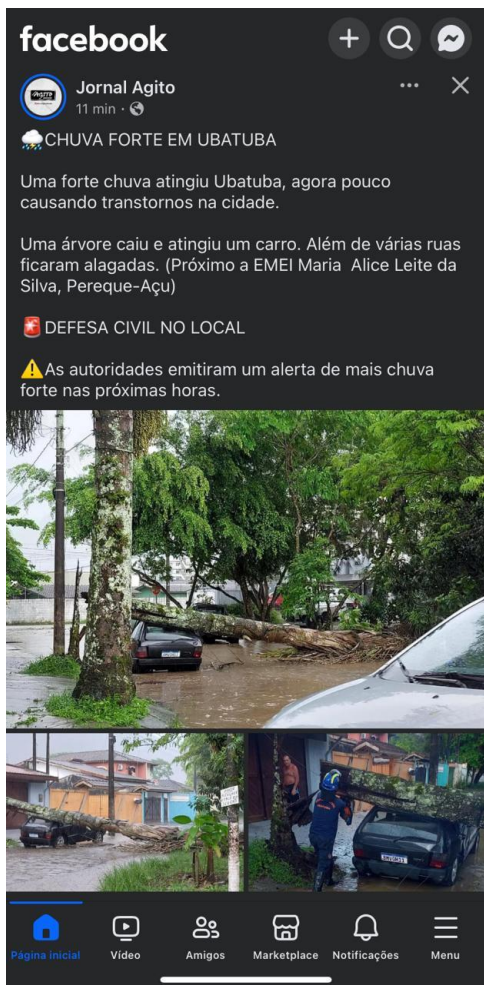 facebook
Jornal Agito
11 min ·
CHUVA FORTE EM UBATUBA
Uma forte chuva atingiu Ubatuba, agora pouco
causando transtornos na cidade.
Uma árvore caiu e atingiu um carro. Além de várias ruas
ficaram alagadas. (Próximo a EMEI Maria Alice Leite da
Silva, Pereque-Açu)
DEFESA CIVIL NO LOCAL
As autoridades emitiram um alerta de mais chuva
forte nas próximas horas.
Página inicial
Vídeo
Amigos
Marketplace
Notificações
Menu